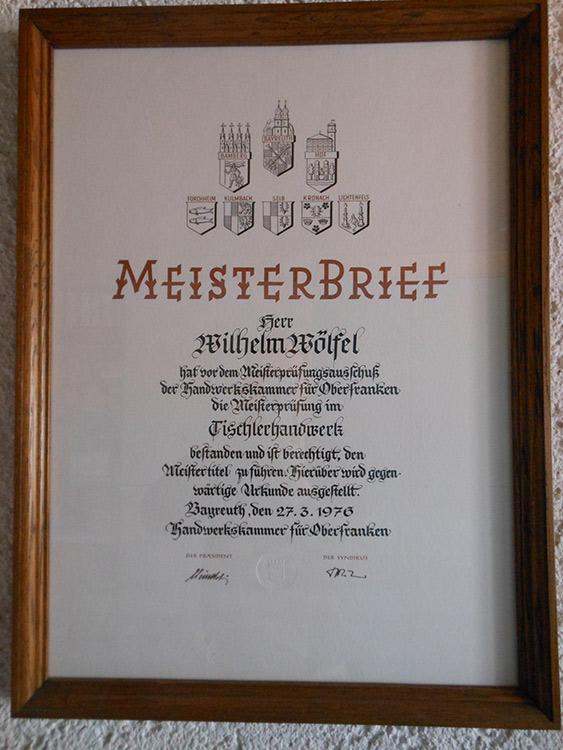 BAMBERG BAYREUTH HOF
FORCHHEIM KULMBACH SELB KRONACH LICHTENFELS
MEISTERBRIEF
Herr
Wilhelm Wölfel
hat vor dem Meisterprüfungsausschuß
der Handwerkskammer für Oberfranken
die Meisterprüfung im
Tischlerhandwerk
bestanden und ist berechtigt, den
Meistertitel zu führen. Hierüber wird gegen-
wärtige Urkunde ausgestellt.
Bayreuth, den 27. 3. 1976
Handwerkskammer für Oberfranken
DER PRÄSIDENT DER SYNDIKUS